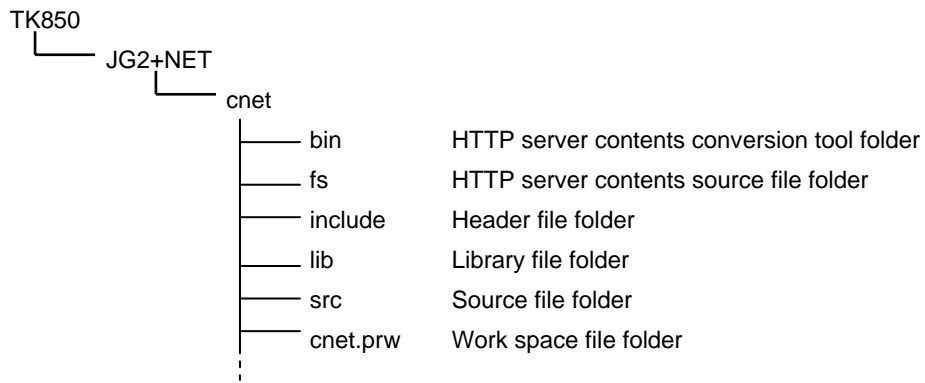 TK850
JG2+NET
cnet
bin HTTP server contents conversion tool folder
fs HTTP server contents source file folder
include Header file folder
lib Library file folder
src Source file folder
cnet.prw Work space file folder